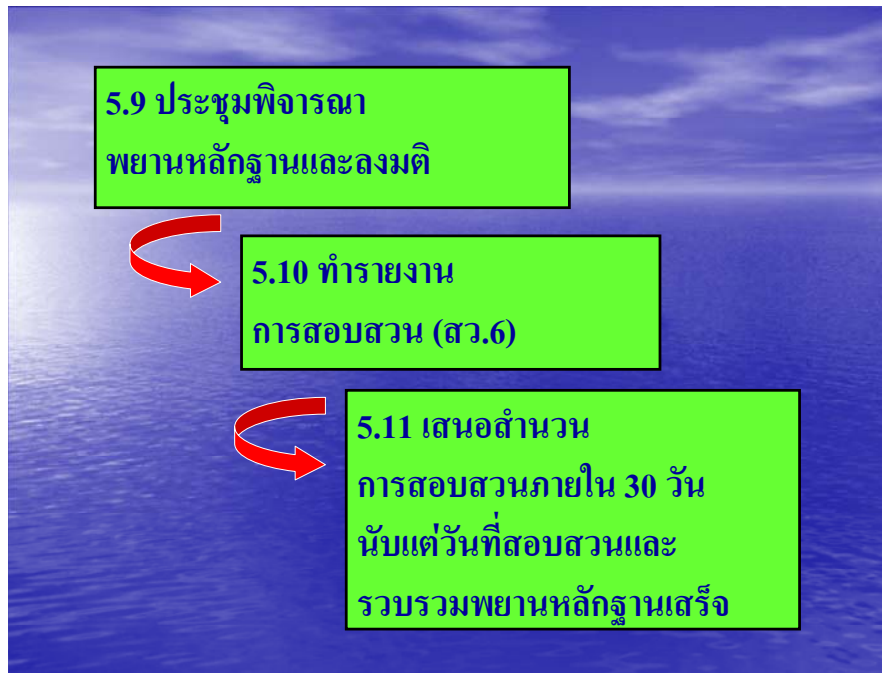 5.9 ประชุมพิจารณา
พยานหลักฐานและลงมติ
5.10 ทำรายงาน
การสอบสวน (สว.6)
5.11 เสนอสำนวน
การสอบสวนภายใน 30 วัน
นับแต่วันที่สอบสวนและ
รวบรวมพยานหลักฐานเสร็จ